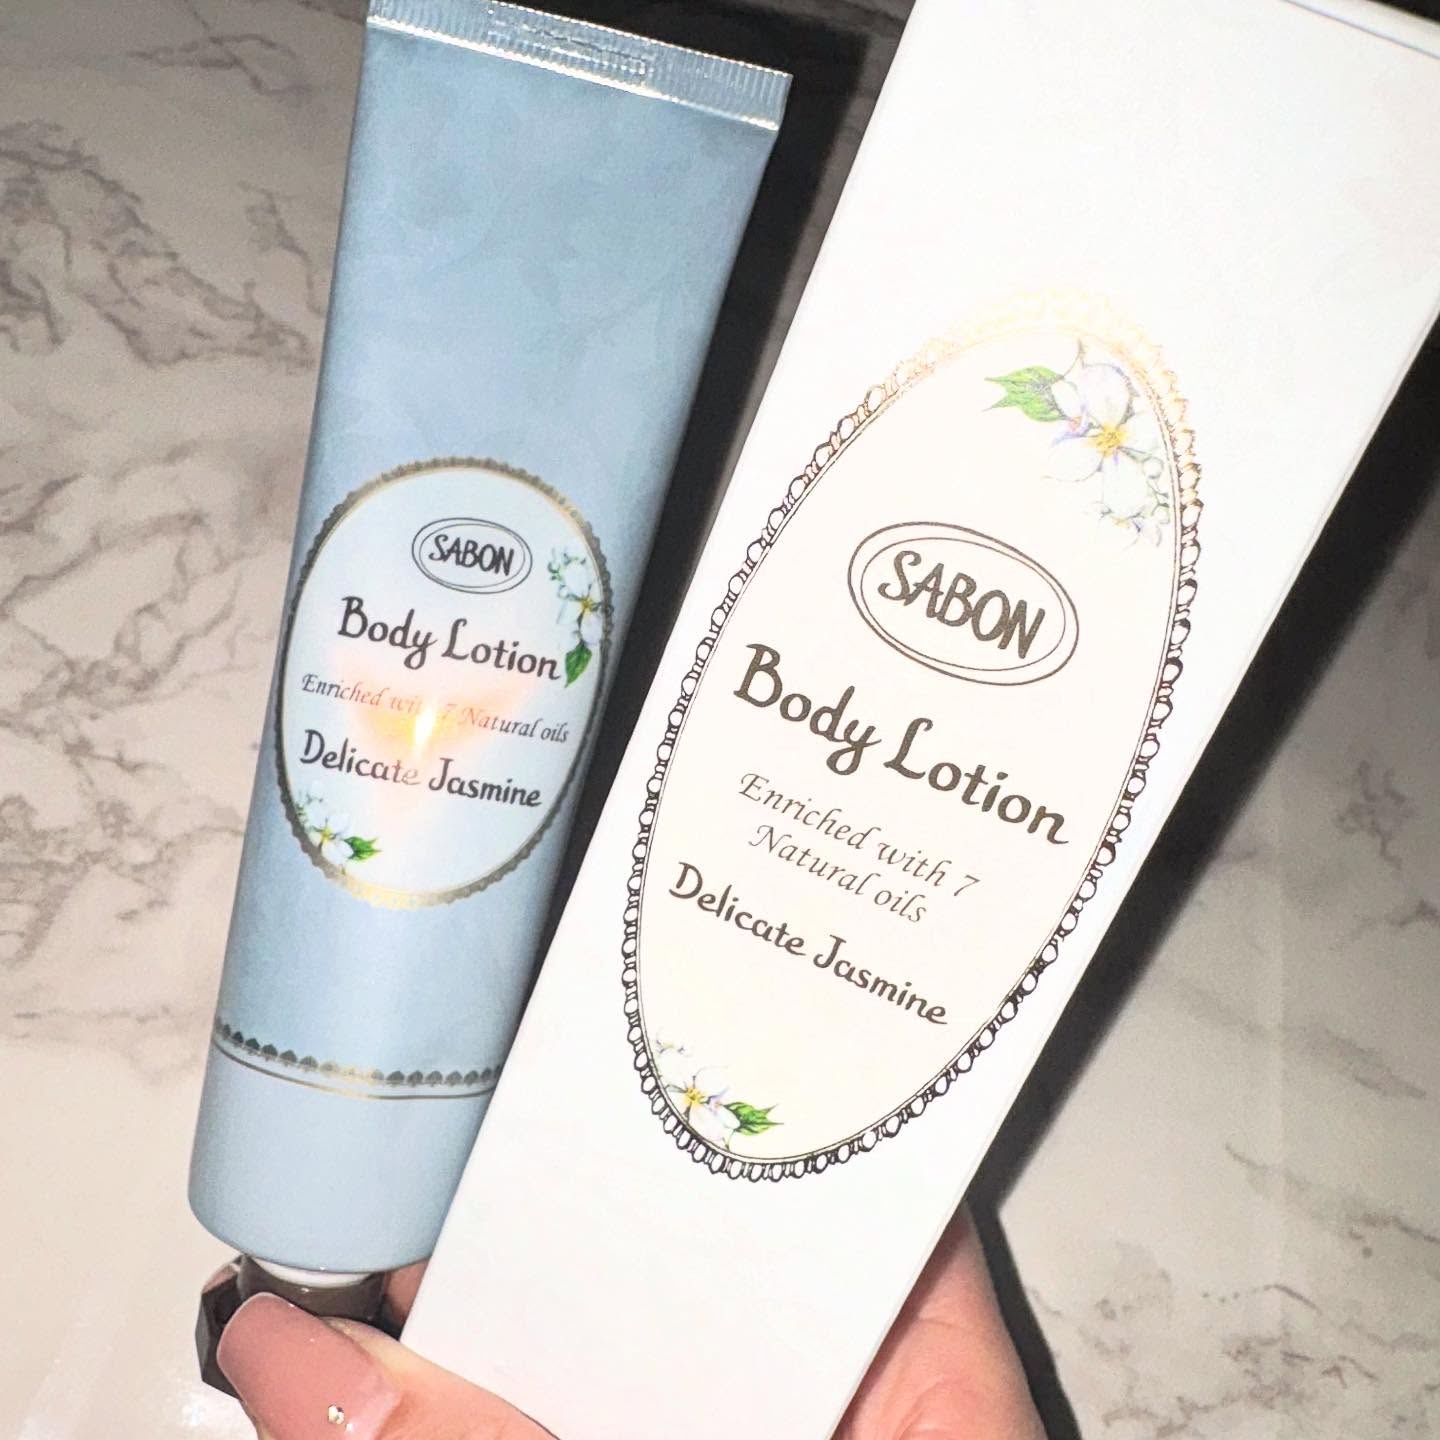 SABON
Body Lotion
Enriched with 7 Natural oils
Delicate Jasmine
SABON
Body Lotion
Enriched with 7
Natural oils
Delicate Jasmine